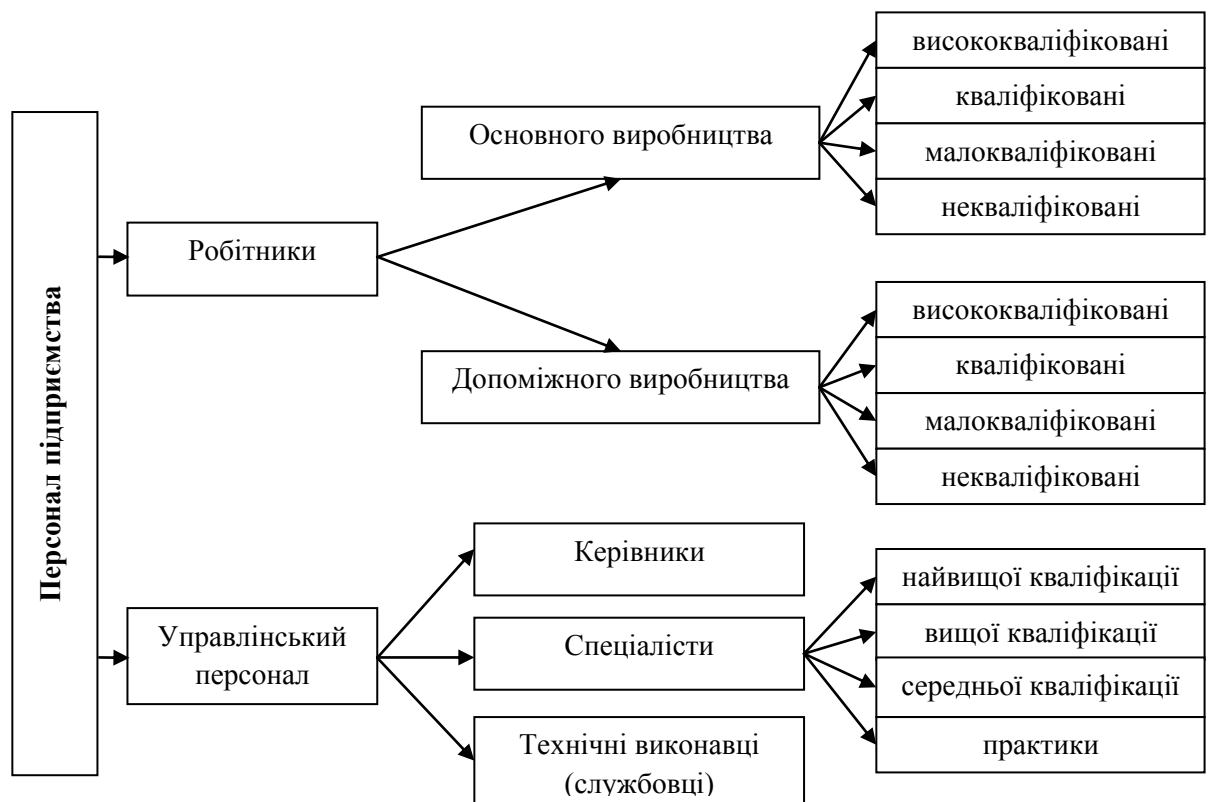 Персонал підприємства
Робітники
Основного виробництва
висококваліфіковані
кваліфіковані
малокваліфіковані
некваліфіковані
Допоміжного виробництва
висококваліфіковані
кваліфіковані
малокваліфіковані
некваліфіковані
Управлінський
персонал
Керівники
Спеціалісти
найвищої кваліфікації
вищої кваліфікації
середньої кваліфікації
практики
Технічні виконавці
(службовці)